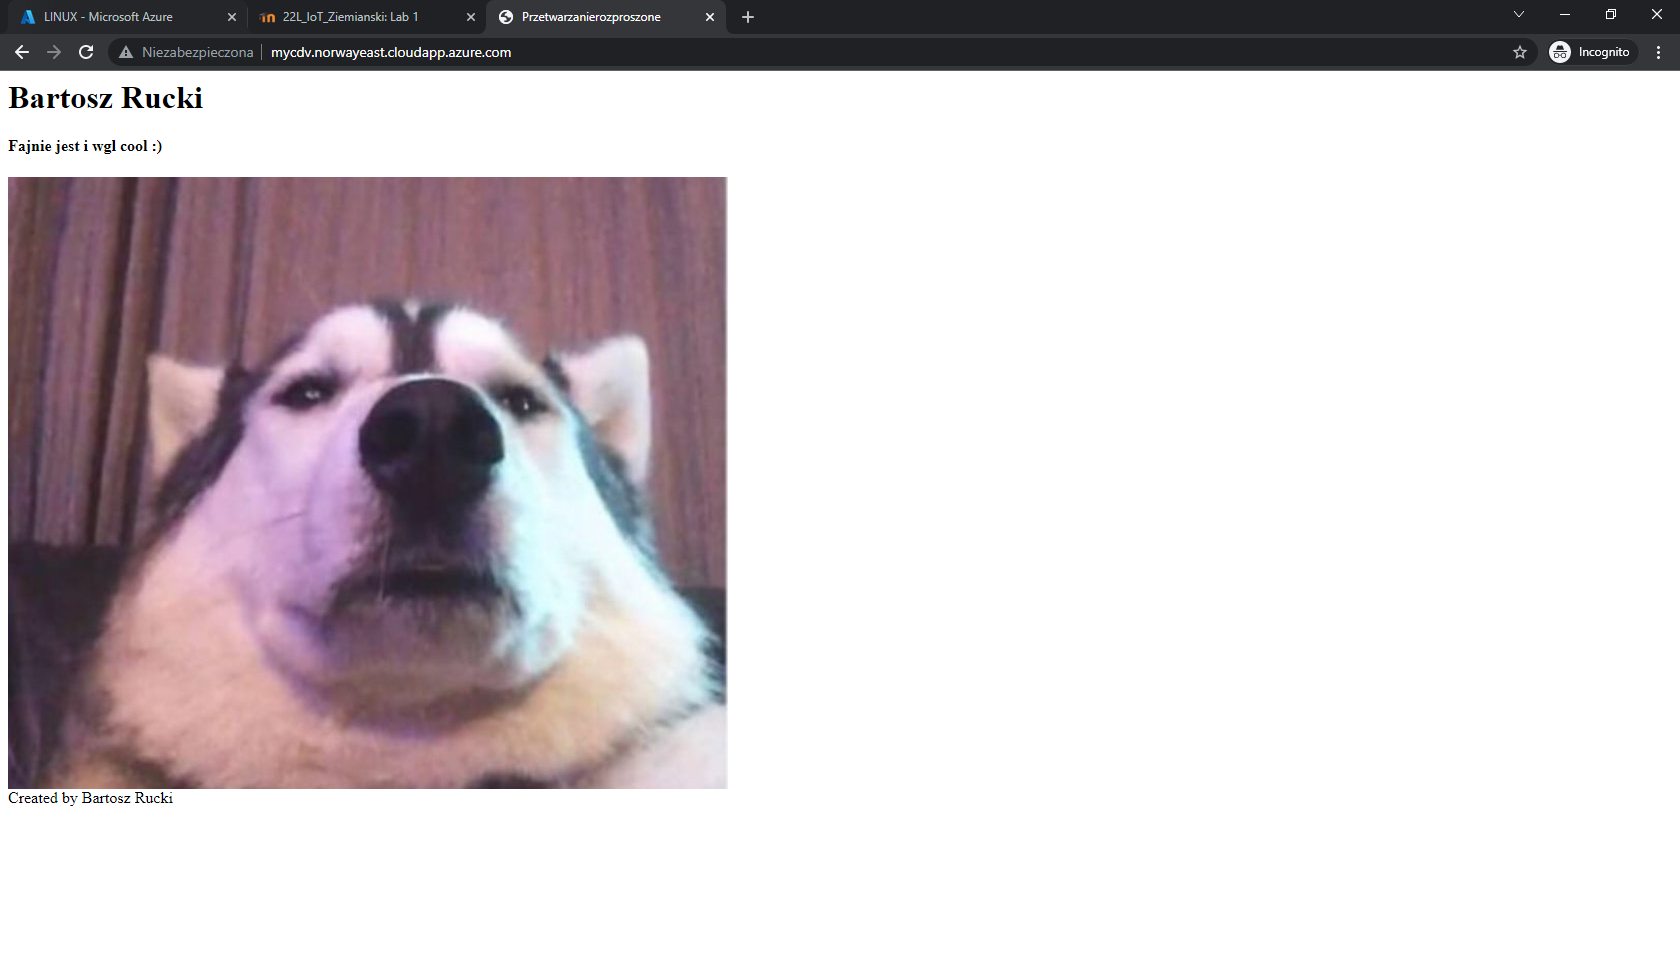 LINUX - Microsoft Azure
22L_IoT_Ziemianski: Lab 1
Przetwarzanierozproszone
Niezabezpieczona
mycdv.norwayeast.cloudapp.azure.com
Incognito
Bartosz Rucki
Fajnie jest i wgl cool :)
Created by Bartosz Rucki